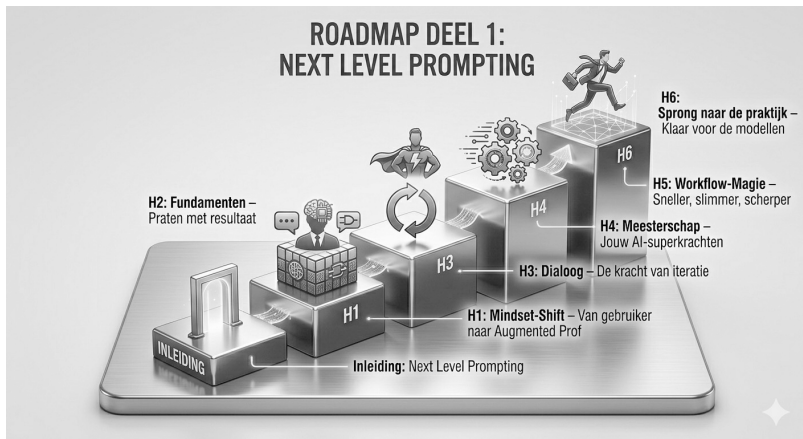 ROADMAP DEEL 1:
NEXT LEVEL PROMPTING
H6:
Sprong naar de praktijk –
Klaar voor de modellen
H6
H5: Workflow-Magie –
Sneller, slimmer, scherper
H2: Fundamenten –
Praten met resultaat
H4
H4: Meesterschap –
Jouw AI-superkrachten
H3
H3: Dialoog – De kracht van iteratie
H1
H1: Mindset-Shift – Van gebruiker
naar Augmented Prof
INLEIDING
Inleiding: Next Level Prompting